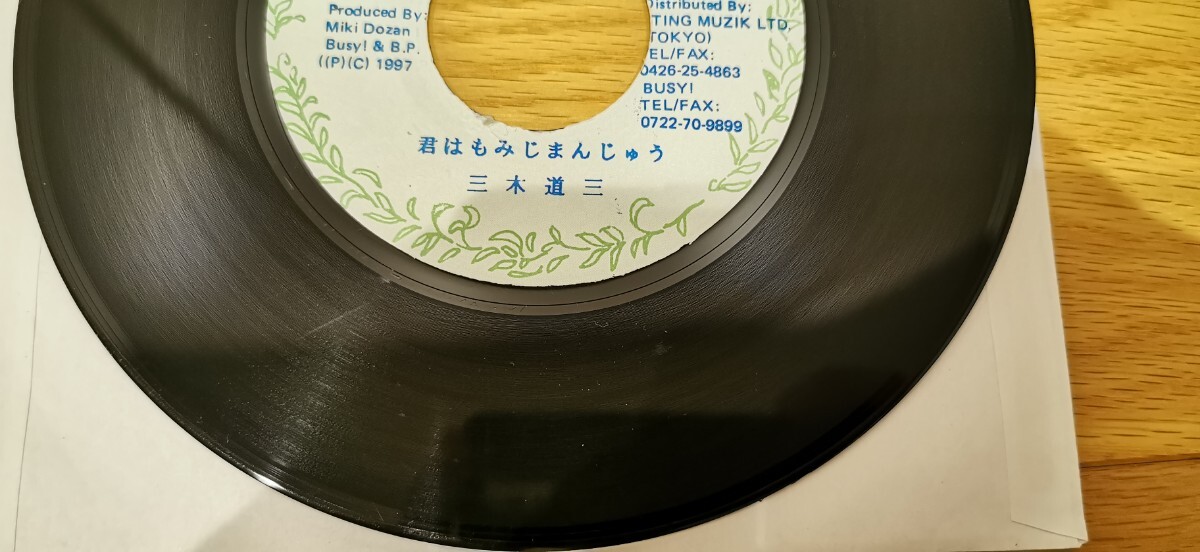 Produced By:
Miki Dozan
Busy! & B.P.
((P)(C) 1997
Distributed By:
TING MUZIK LTD.
TOKYO)
TEL/FAX:
0426-25-4863
BUSY!
TEL/FAX:
0722-70-9899
君はもみじまんじゅう
三木道三